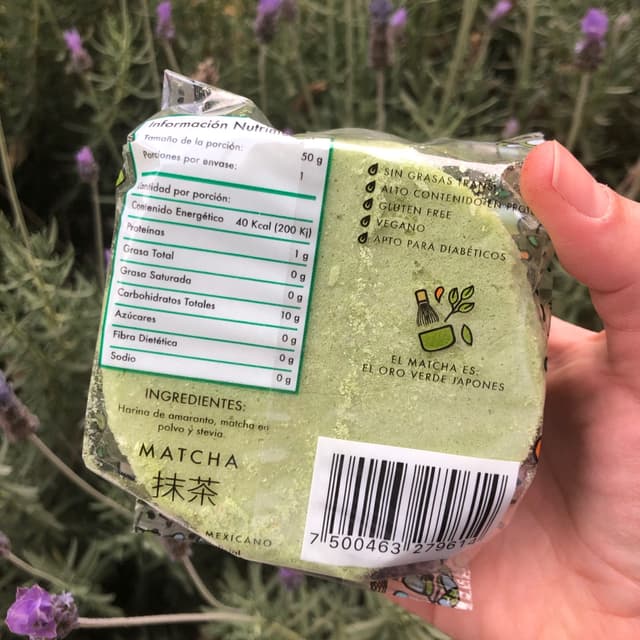 Información Nutrim
Tamaño de la porción: 50 g
Porciones por envase: 1
Cantidad por porción:
Contenido Energético 40 Kcal (200 Kj)
Proteínas 1 g
Grasa Total 0 g
Grasa Saturada 0 g
Carbohidratos Totales 10 g
Azúcares 0 g
Fibra Dietética 0 g
Sodio 0 g
SIN GRASAS TRANS
ALTO CONTENIDO EN PRO
GLUTEN FREE
VEGANO
APTO PARA DIABÉTICOS
EL MATCHA ES:
EL ORO VERDE JAPONES
INGREDIENTES:
Harina de amaranto, matcha en
polvo y stevia.
MATCHA
抹茶
MEXICANO
7 500463 27961